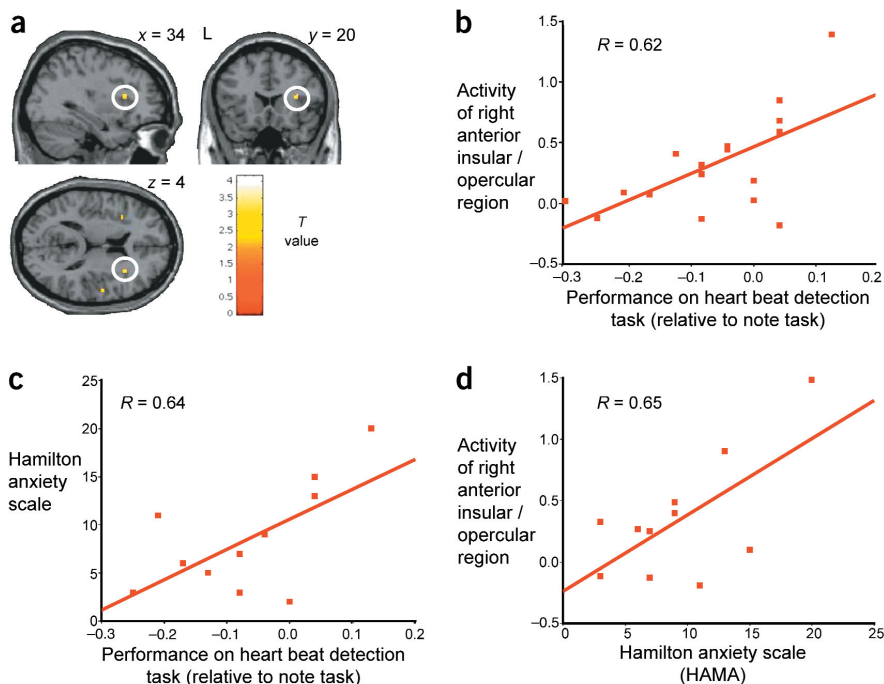 a
x = 34
L
y = 20
z = 4
4
3.5
3
2.5
2
1.5
1
0.5
0
T
value
b
R = 0.62
Activity
of right
anterior
insular /
opercular
region
1.5
1.0
0.5
0.0
–0.5
–0.3
–0.2
–0.1
0.0
0.2
Performance on heart beat detection
task (relative to note task)
c
R = 0.64
Hamilton
anxiety
scale
25
20
15
10
5
0
–0.3
–0.2
–0.1
0.0
0.1
0.2
Performance on heart beat detection
task (relative to note task)
d
R = 0.65
Activity
of right
anterior
insular /
opercular
region
1.5
1.0
0.5
0.0
–0.5
0
5
10
15
20
25
Hamilton anxiety scale
(HAMA)